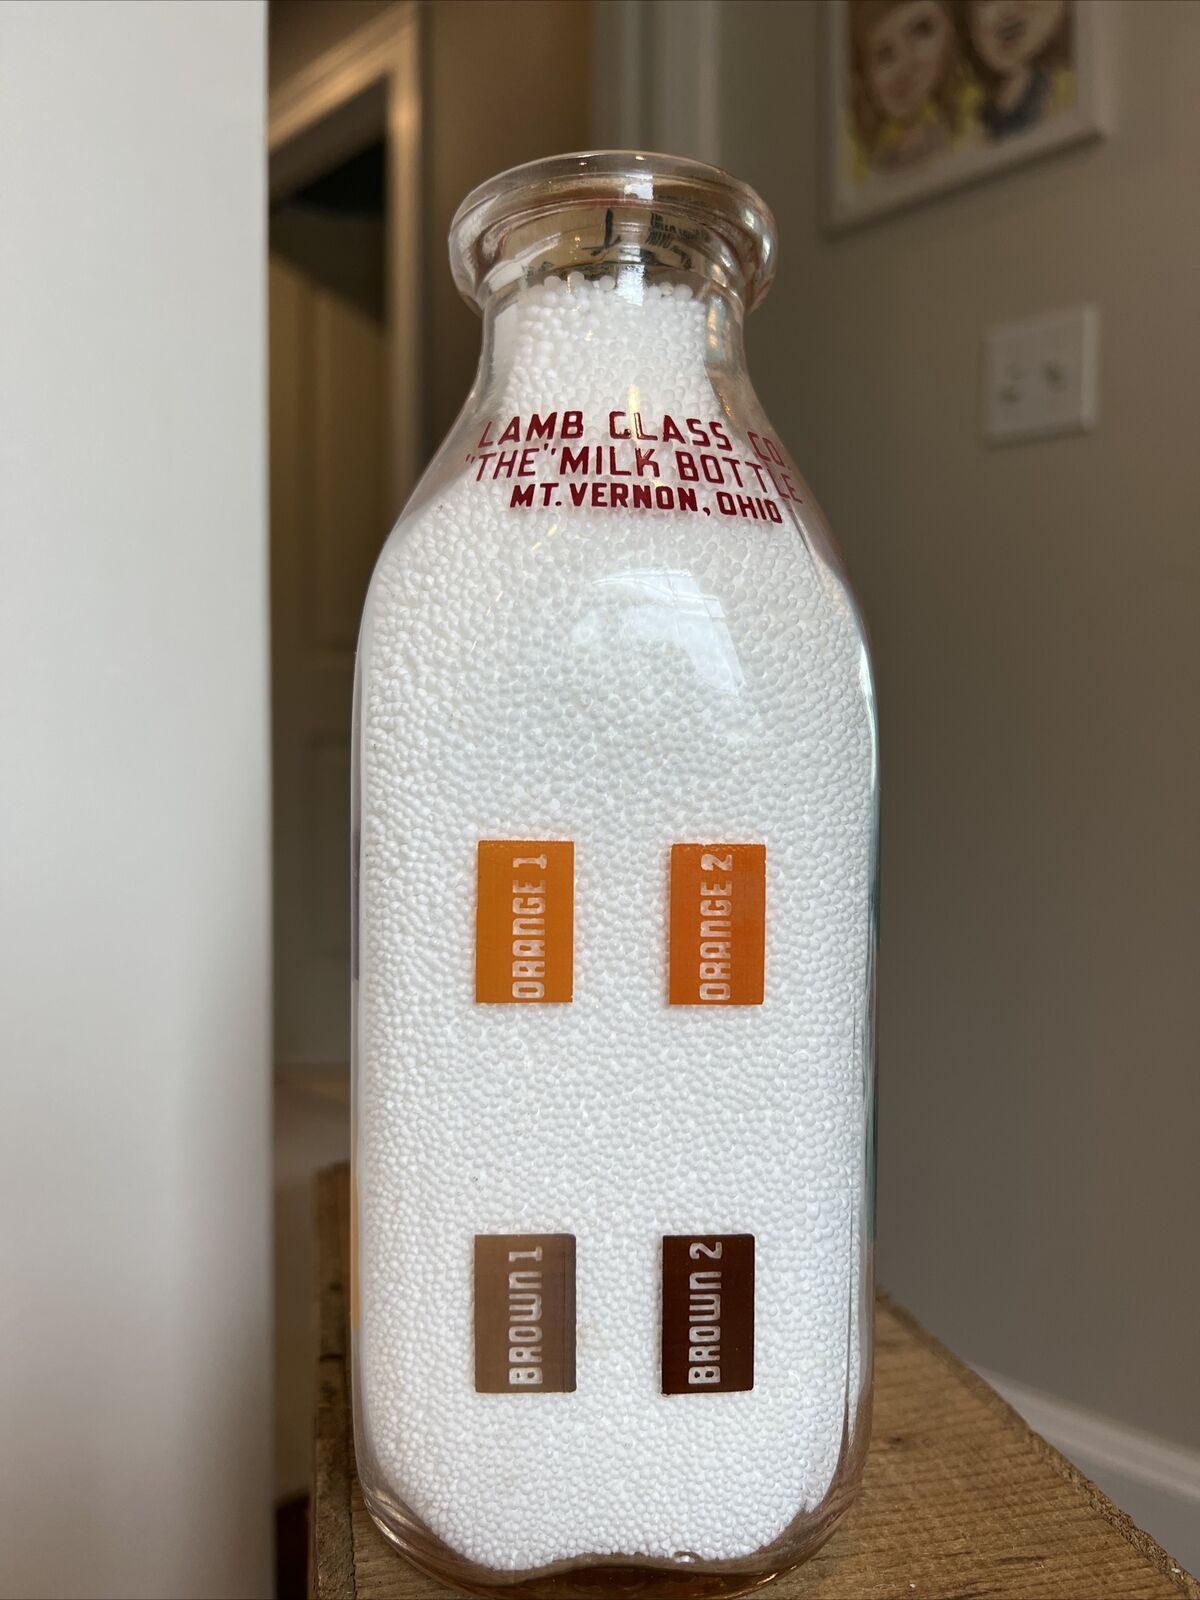 LAMB GLASS CO.
"THE" MILK BOTTLE
MT. VERNON, OHIO
ORANGE 1
ORANGE 2
BROWN 1
BROWN 2